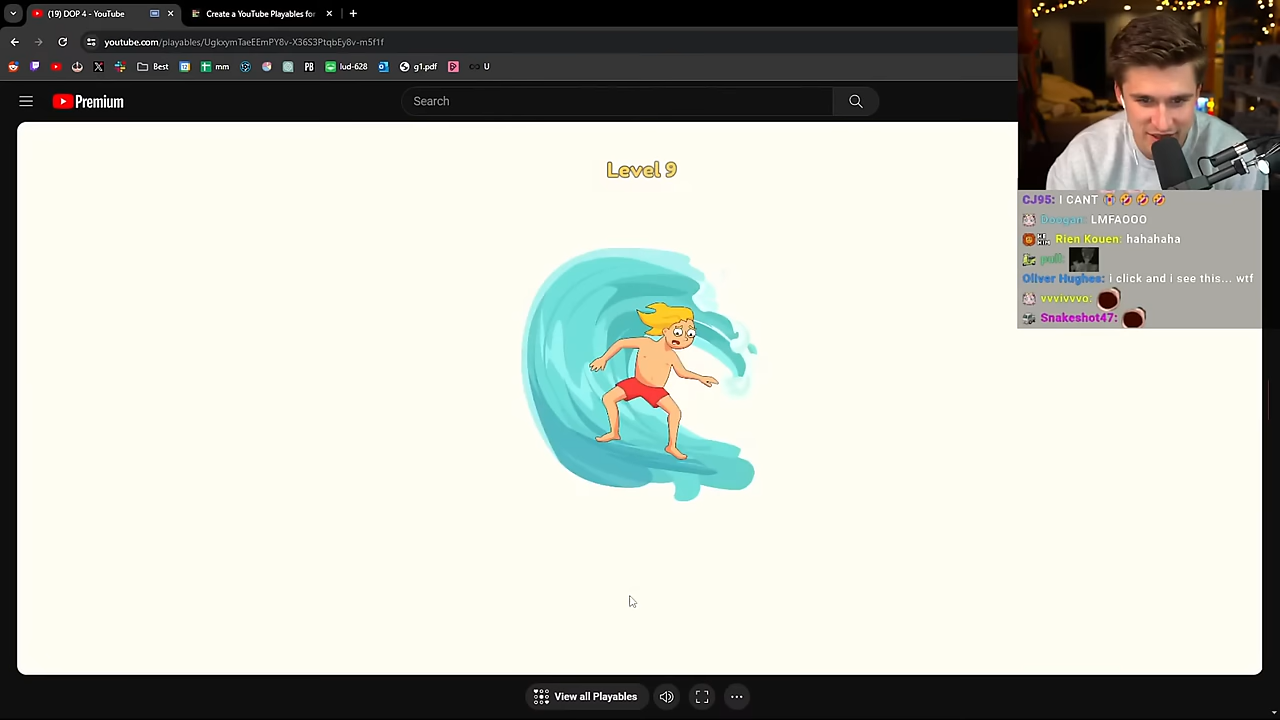 (19) DOP 4 - YouTube
Create a YouTube Playables for
youtube.com/playables/UgkxymTaeEEmPY8v-X36S3PtqbEy8v-m5f1f
Best
mm
PB
lud-628
g1.pdf
U
Premium
Search
Level 9
CJ95: I CANT
LMFAOOO
Rien Kouen: hahahaha
Oliver Hughes: i click and i see this... wtf
vvvivvvo:
Snakeshot47:
View all Playables